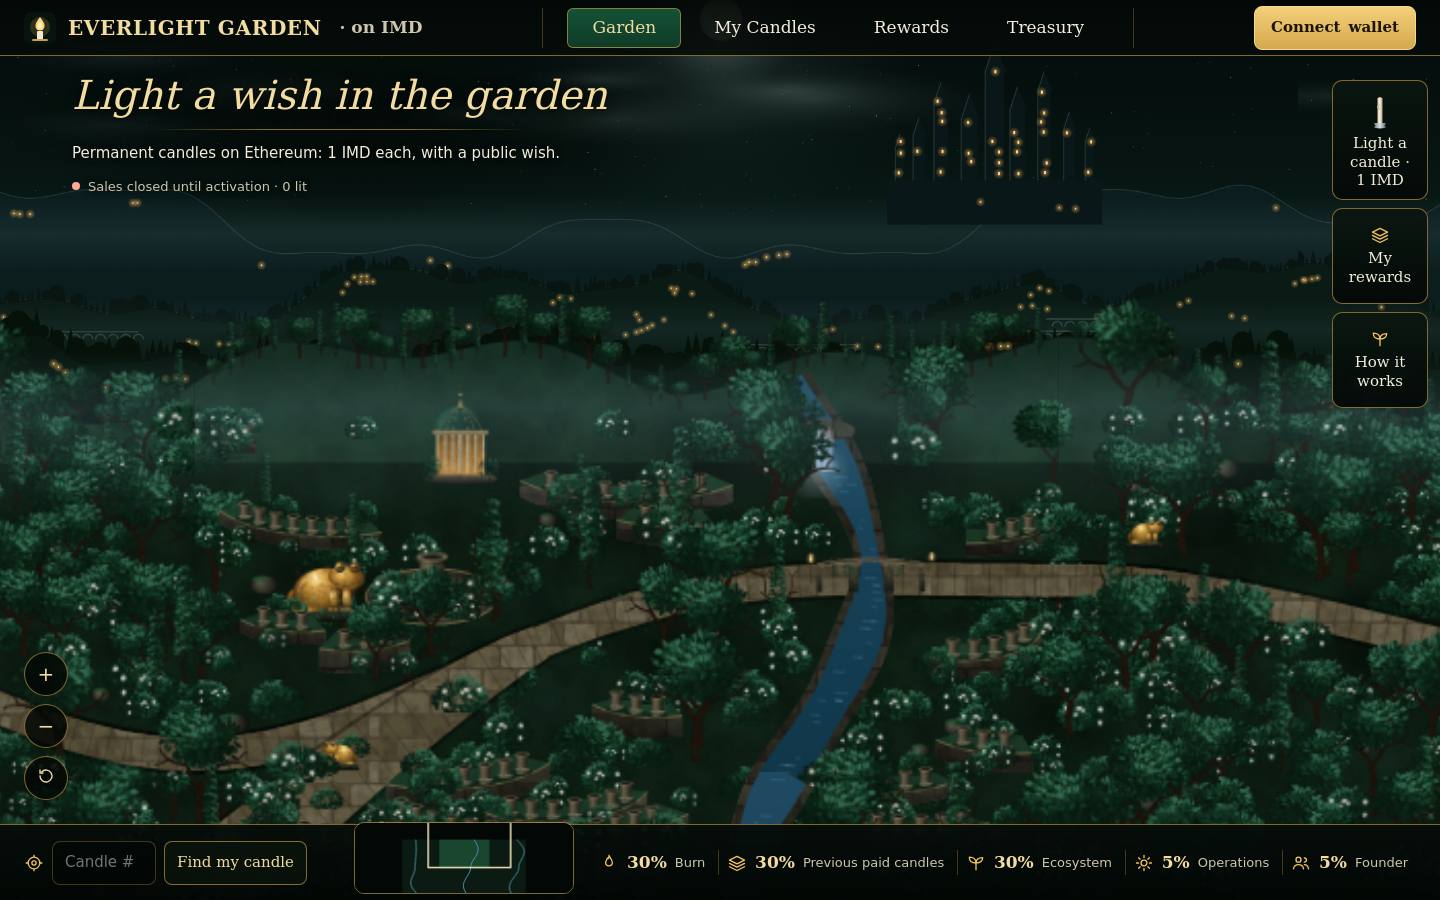 EVERLIGHT GARDEN · on IMD
Garden
My Candles
Rewards
Treasury
Connect wallet
Light a wish in the garden
Permanent candles on Ethereum: 1 IMD each, with a public wish.
Sales closed until activation · 0 lit
Light a
candle ·
1 IMD
My
rewards
How it
works
+
−
Candle #
Find my candle
30% Burn
30% Previous paid candles
30% Ecosystem
5% Operations
5% Founder